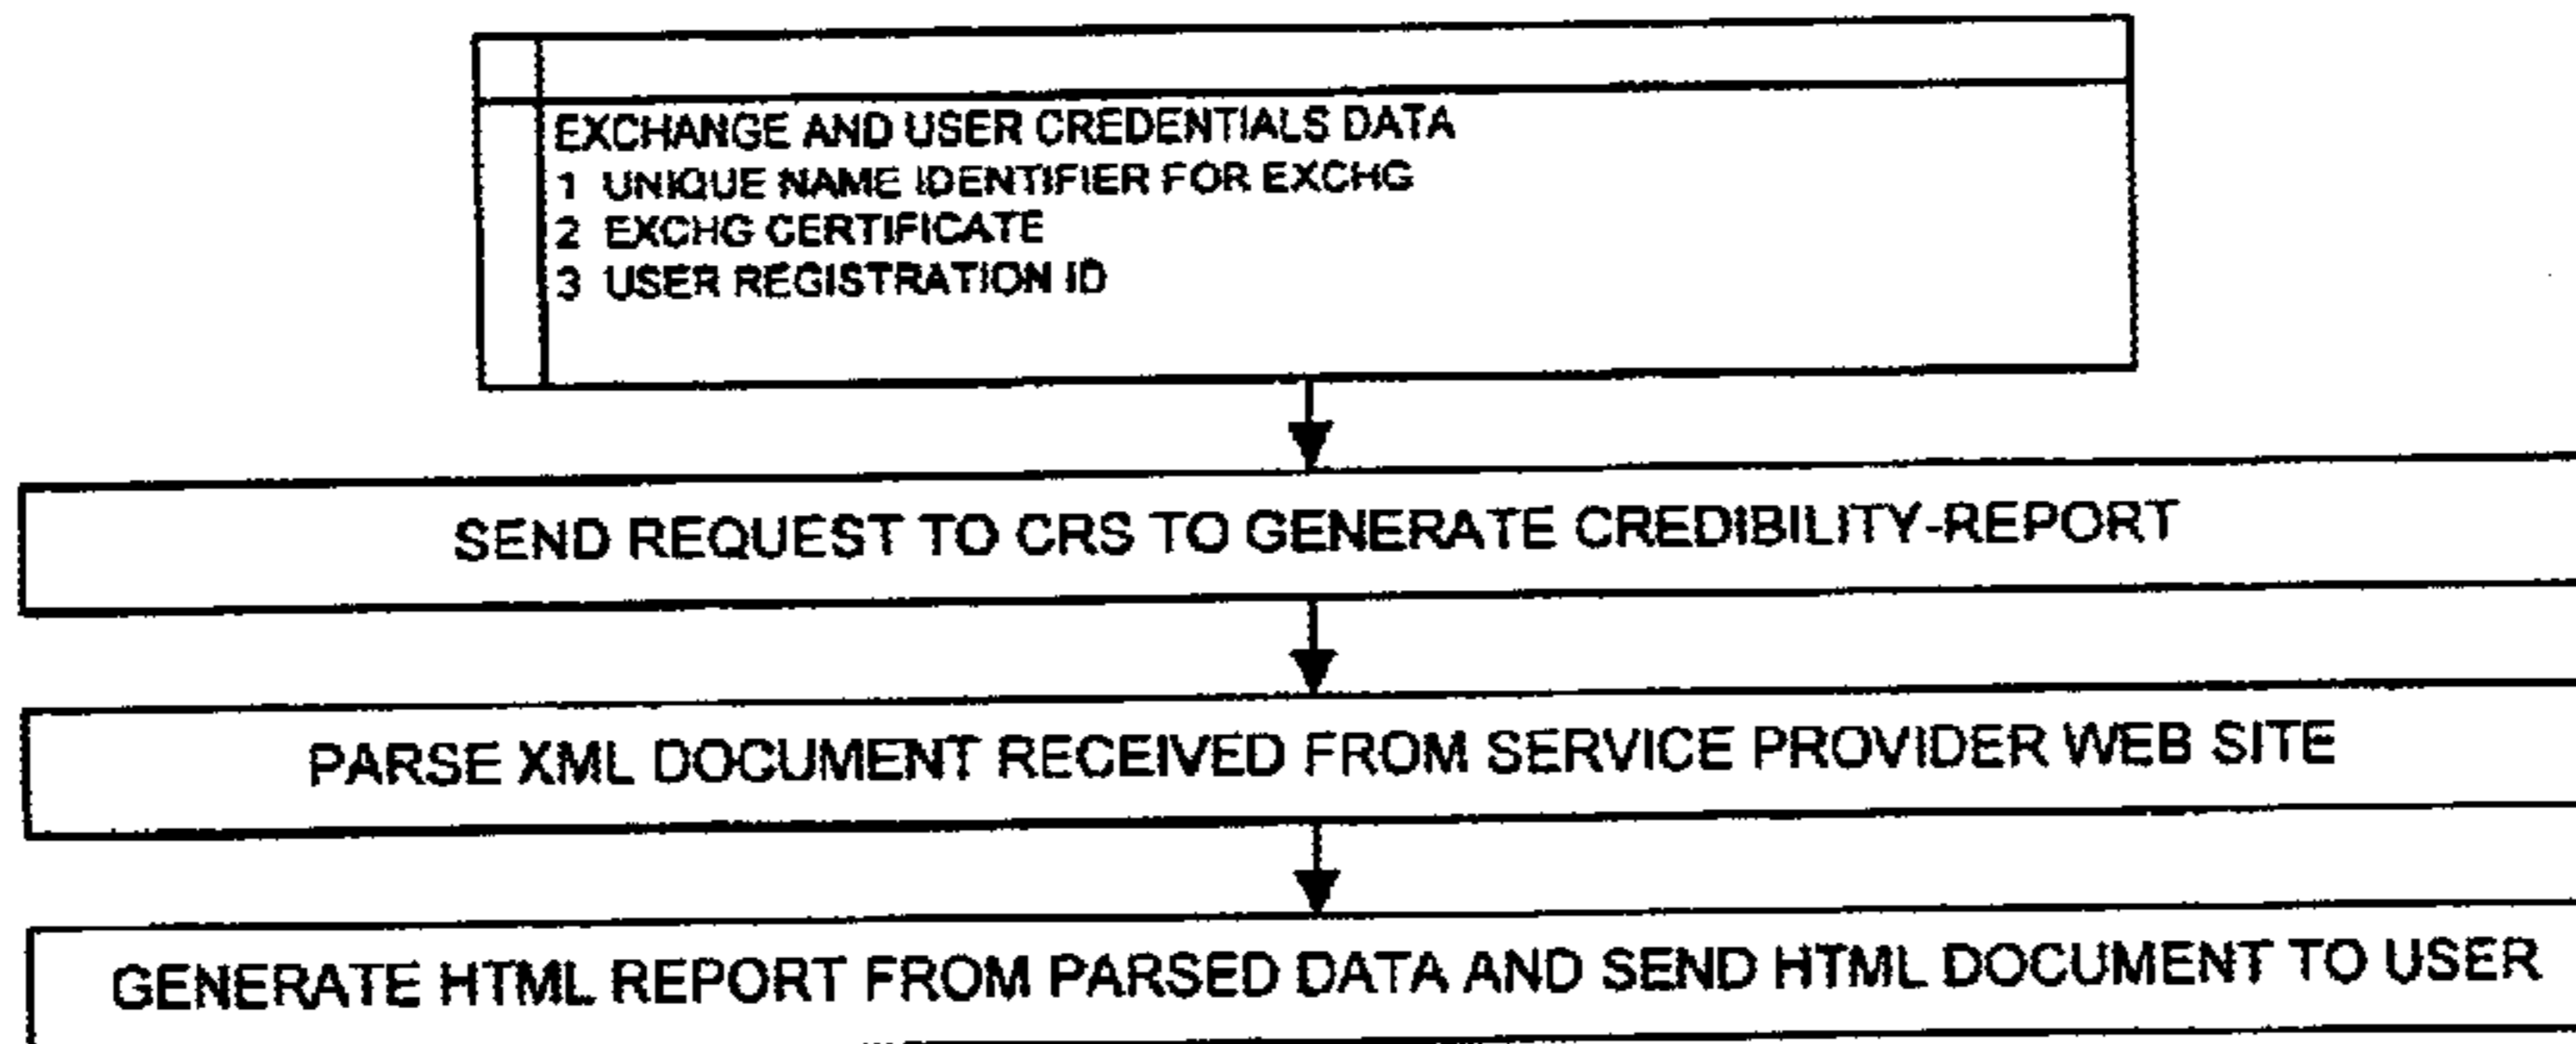 EXCHANGE AND USER CREDENTIALS DATA
1 UNIQUE NAME IDENTIFIER FOR EXCHG
2 EXCHG CERTIFICATE
3 USER REGISTRATION ID
SEND REQUEST TO CRS TO GENERATE CREDIBILITY-REPORT
PARSE XML DOCUMENT RECEIVED FROM SERVICE PROVIDER WEB SITE
GENERATE HTML REPORT FROM PARSED DATA AND SEND HTML DOCUMENT TO USER